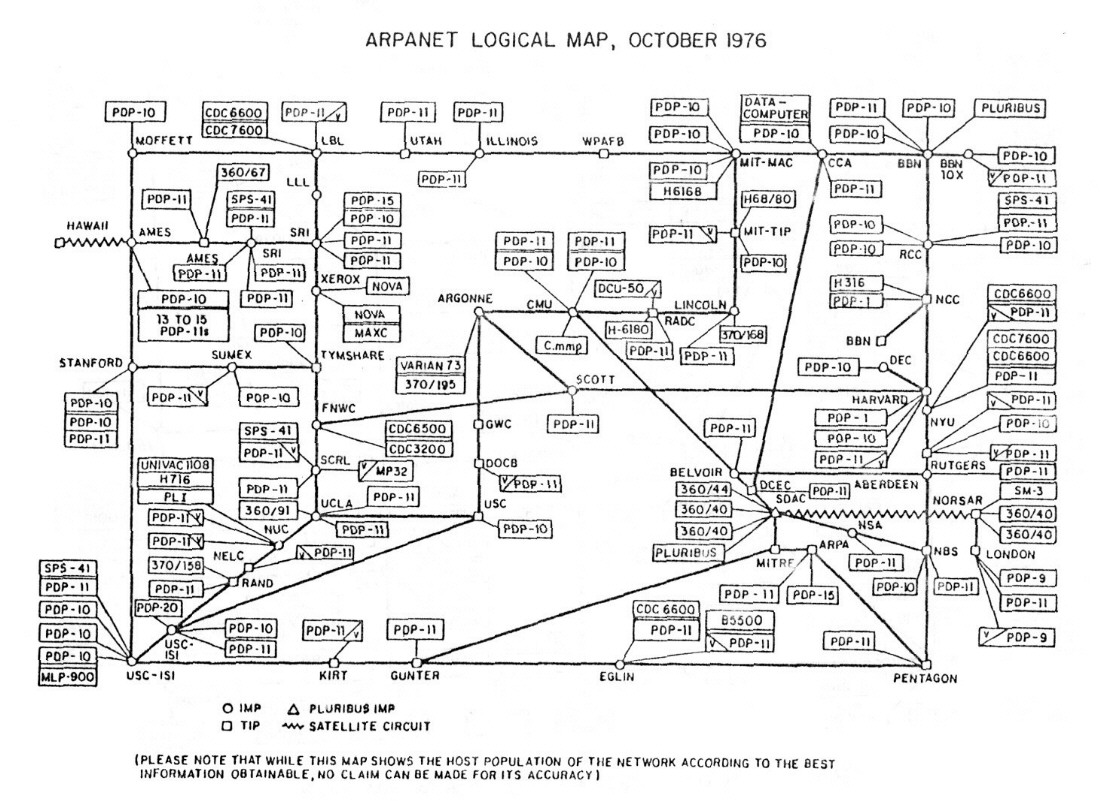 ARPANET LOGICAL MAP, OCTOBER 1976
PDP-10
CDC6600
CDC7600
PDP-11
PDP-11
PDP-11
PDP-10
DATA-
COMPUTER
PDP-10
PDP-11
PDP-10
PLURIBUS
PDP-10
PDP-10
MOFFETT
LBL
UTAH
ILLINOIS
WPAFB
MIT-MAC
CCA
BBN
BBN
10X
PDP-10
PDP-11
PDP-11
PDP-10
H6168
PDP-11
360/67
LLL
PDP-11
SPS-41
PDP-11
PDP-15
PDP-10
H68/80
SPS-41
PDP-11
PDP-10
HAWAII
AMES
AMES
SRI
SRI
PDP-11
PDP-11
PDP-11
MIT-TIP
PDP-10
PDP-10
PDP-10
RCC
PDP-11
PDP-11
PDP-11
PDP-10
13 TO 15
PDP-11s
XEROX
NOVA
NOVA
MAXC
PDP-11
PDP-10
PDP-11
PDP-10
DCU-50
H316
PDP-1
NCC
CDC6600
PDP-11
ARGONNE
CMU
RADC
LINCOLN
C.mmp
H-6180
PDP-11
PDP-11
370/168
BBN
CDC7600
CDC6600
PDP-11
STANFORD
SUMEX
PDP-10
TYMSHARE
VARIAN 73
370/195
PDP-10
DEC
PDP-10
PDP-10
PDP-11
PDP-11
PDP-10
SCOTT
PDP-11
HARVARD
PDP-1
PDP-10
PDP-11
NYU
PDP-11
PDP-10
FNWC
CDC6500
CDC3200
GWC
PDP-11
RUTGERS
PDP-11
PDP-11
SPS-41
PDP-11
SCRL
MP32
PDP-11
DOCB
PDP-11
BELVOIR
DCEC
PDP-11
ABERDEEN
UNIVAC1108
H716
PLI
360/91
UCLA
PDP-11
PDP-11
USC
PDP-10
360/44
360/40
360/40
PLURIBUS
SDAC
NORSAR
SM-3
360/40
360/40
PDP-11
PDP-11
NUC
NELC
PDP-11
370/158
PDP-11
RAND
NSA
PDP-11
MITRE
ARPA
PDP-11
PDP-15
NBS
PDP-10
PDP-11
LONDON
PDP-9
PDP-11
PDP-9
SPS-41
PDP-11
PDP-10
PDP-10
PDP-10
MLP-900
PDP-20
USC-
ISI
PDP-10
PDP-11
PDP-11
PDP-11
CDC 6600
PDP-11
B5500
PDP-11
PDP-11
USC-ISI
KIRT
GUNTER
EGLIN
PENTAGON
IMP
PLURIBUS IMP
TIP
SATELLITE CIRCUIT
(PLEASE NOTE THAT WHILE THIS MAP SHOWS THE HOST POPULATION OF THE NETWORK ACCORDING TO THE BEST
INFORMATION OBTAINABLE, NO CLAIM CAN BE MADE FOR ITS ACCURACY)